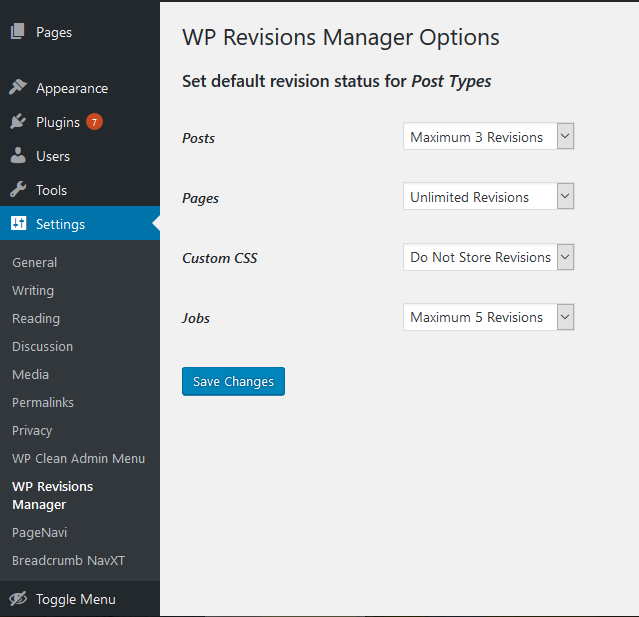 Pages
Appearance
Plugins 7
Users
Tools
Settings
General
Writing
Reading
Discussion
Media
Permalinks
Privacy
WP Clean Admin Menu
WP Revisions
Manager
PageNavi
Breadcrumb NavXT
Toggle Menu
WP Revisions Manager Options
Set default revision status for Post Types
Posts Maximum 3 Revisions
Pages Unlimited Revisions
Custom CSS Do Not Store Revisions
Jobs Maximum 5 Revisions
Save Changes